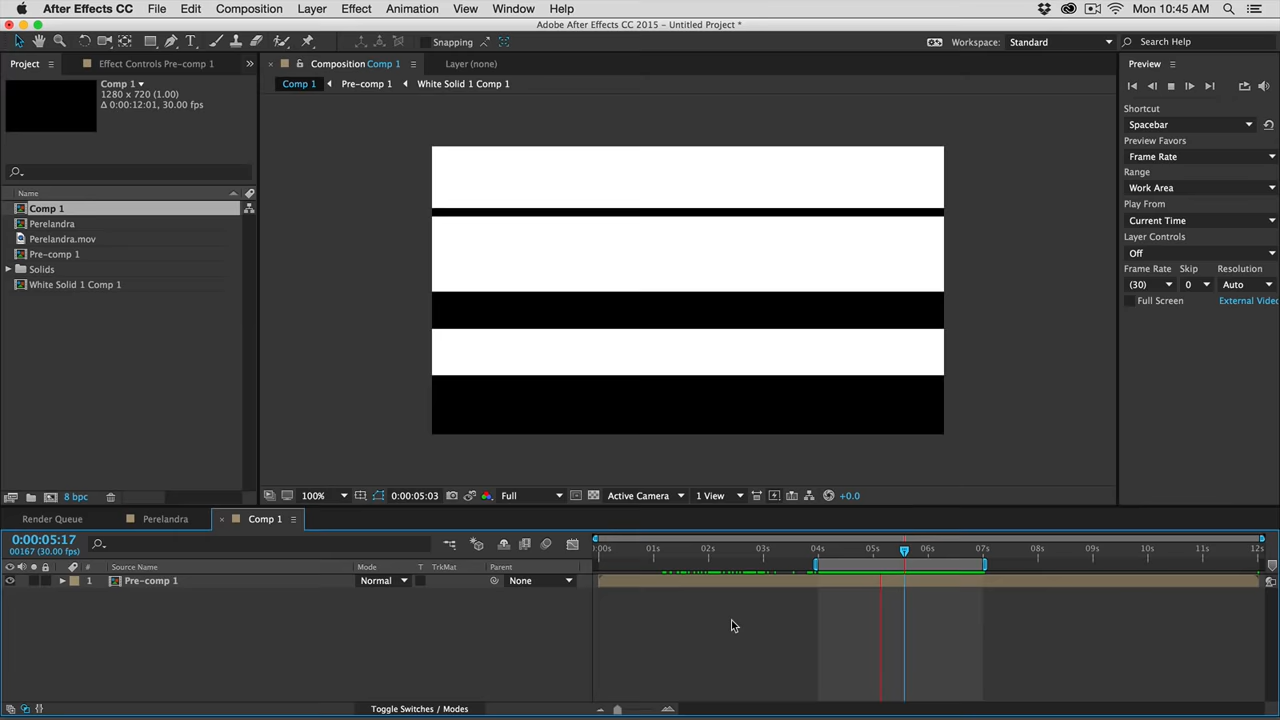 After Effects CC File Edit Composition Layer Effect Animation View Window Help Mon 10:45 AM
Adobe After Effects CC 2015 - Untitled Project *
Snapping Workspace: Standard Search Help
Project Effect Controls Pre-comp 1 Composition Comp 1 Layer (none) Preview
Comp 1 1280 x 720 (1.00) Δ 0:00:12:01, 30.00 fps
Comp 1 Pre-comp 1 White Solid 1 Comp 1
Shortcut
Spacebar
Preview Favors
Frame Rate
Range
Work Area
Play From
Current Time
Layer Controls
Off
Frame Rate Skip Resolution
(30) 0 Auto
Full Screen External Video
Name
Comp 1
Perelandra
Perelandra.mov
Pre-comp 1
Solids
White Solid 1 Comp 1
8 bpc 100% 0:00:05:03 Full Active Camera 1 View +0.0
Render Queue Perelandra Comp 1
0:00:05:17
00167 (30.00 fps)
:00s 01s 02s 03s 04s 05s 06s 07s 08s 09s 10s 11s 12s
# Source Name Mode T TrkMat Parent
1 Pre-comp 1 Normal None
Toggle Switches / Modes